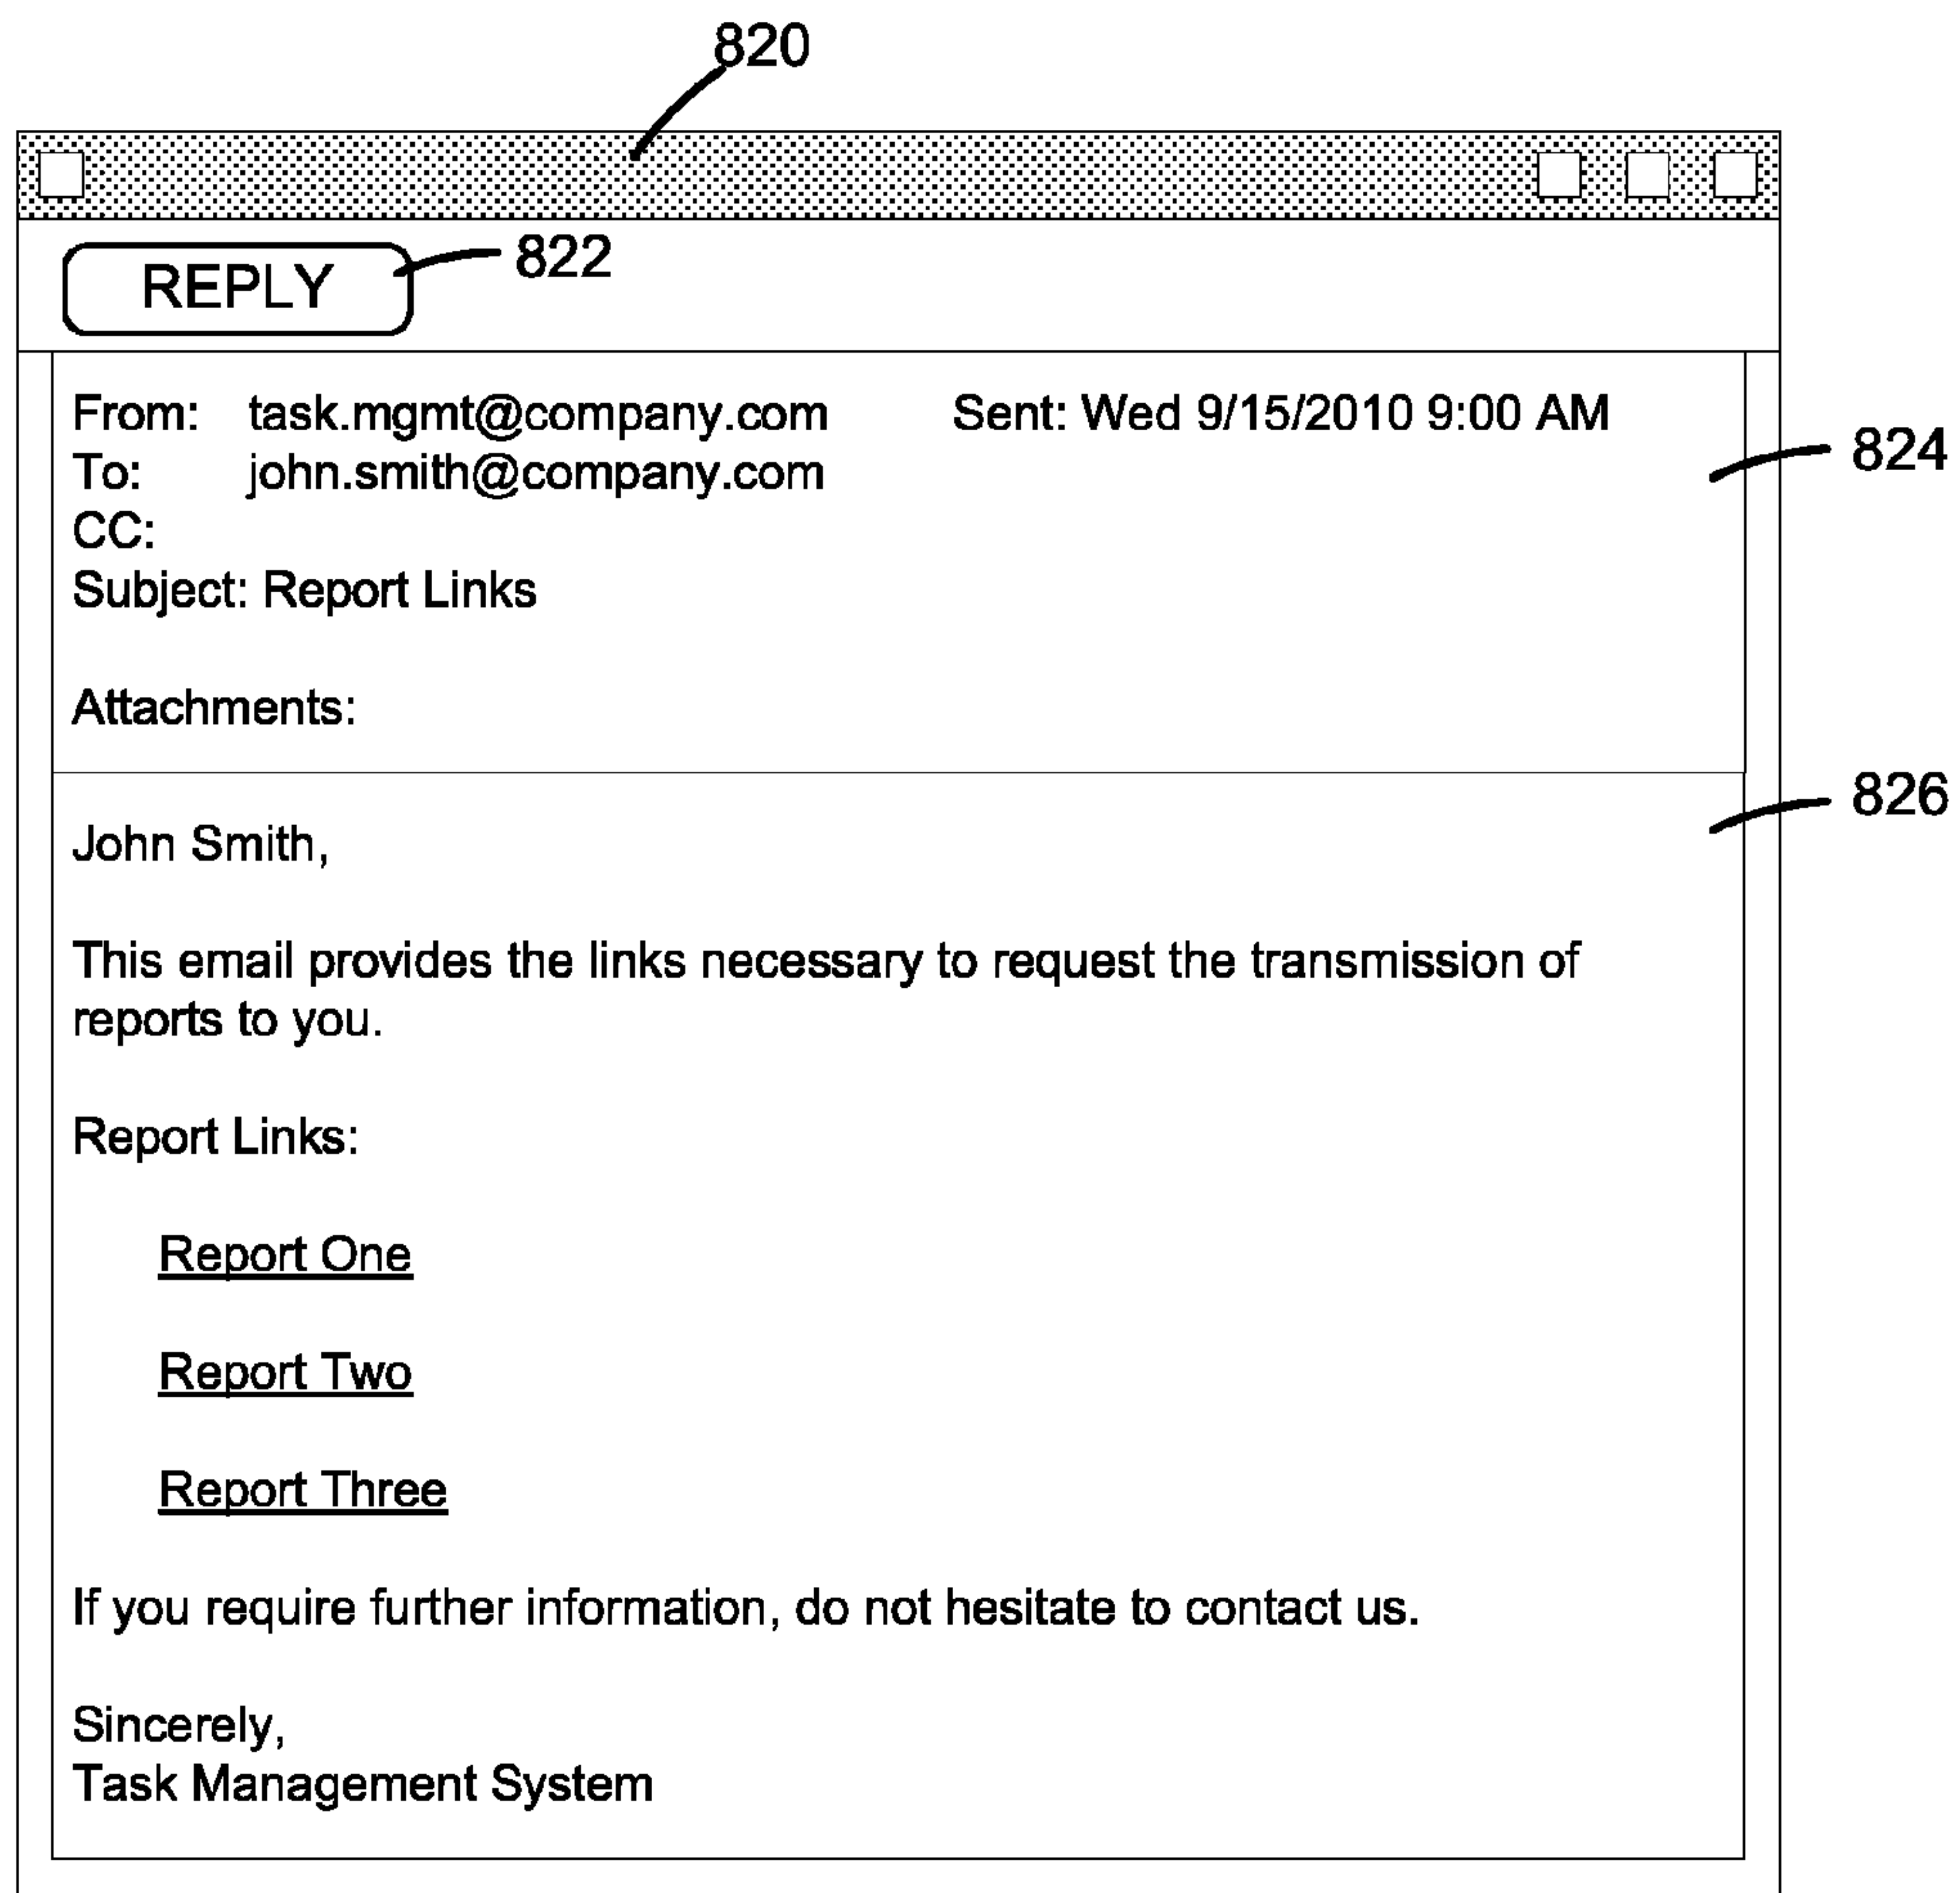 820
REPLY
822
From: task.mgmt@company.com Sent: Wed 9/15/2010 9:00 AM
824
To: john.smith@company.com
CC:
Subject: Report Links
Attachments:
826
John Smith,
This email provides the links necessary to request the transmission of
reports to you.
Report Links:
Report One
Report Two
Report Three
If you require further information, do not hesitate to contact us.
Sincerely,
Task Management System